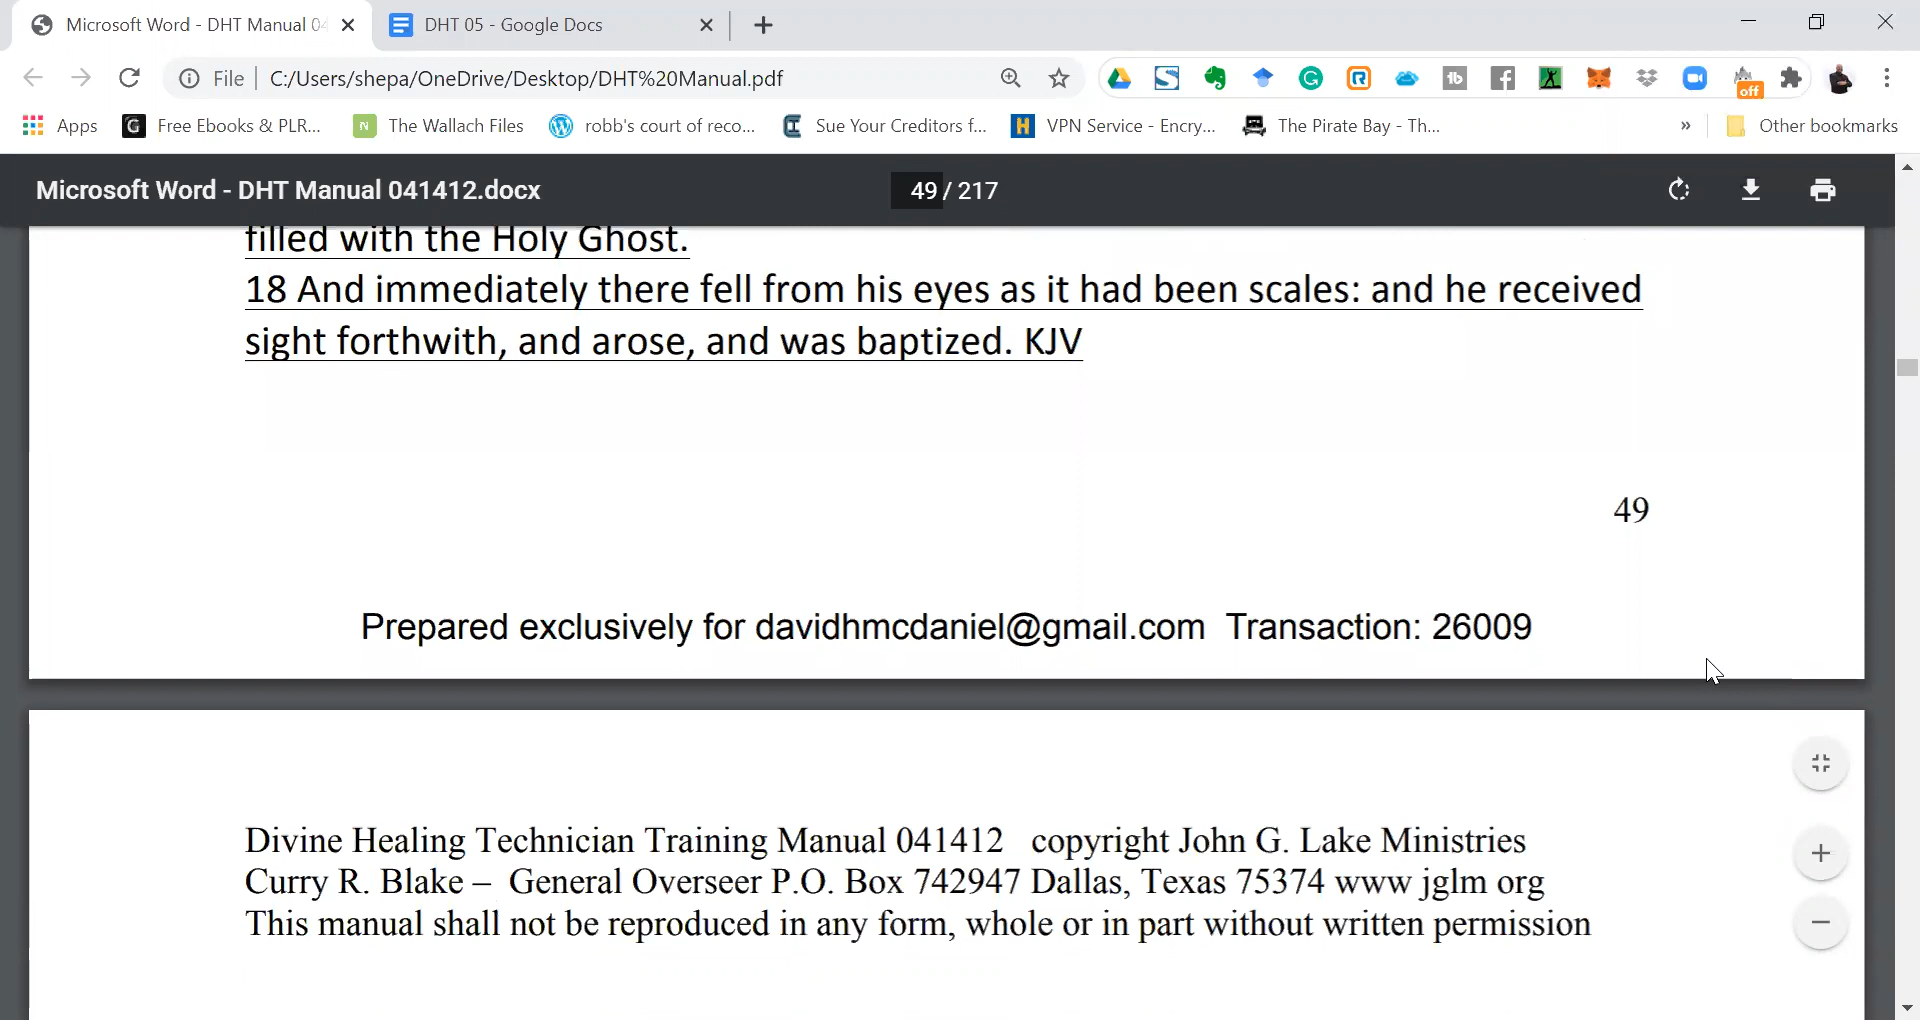 Microsoft Word - DHT Manual 04
DHT 05 - Google Docs
File
C:/Users/shepa/OneDrive/Desktop/DHT%20Manual.pdf
off
Apps
Free Ebooks & PLR...
The Wallach Files
robb's court of reco...
Sue Your Creditors f...
VPN Service - Encry...
The Pirate Bay - Th...
»
Other bookmarks
Microsoft Word - DHT Manual 041412.docx
49 / 217
filled with the Holy Ghost.
18 And immediately there fell from his eyes as it had been scales: and he received
sight forthwith, and arose, and was baptized. KJV
49
Prepared exclusively for davidhmcdaniel@gmail.com Transaction: 26009
Divine Healing Technician Training Manual 041412 copyright John G. Lake Ministries
Curry R. Blake – General Overseer P.O. Box 742947 Dallas, Texas 75374 www jglm org
This manual shall not be reproduced in any form, whole or in part without written permission